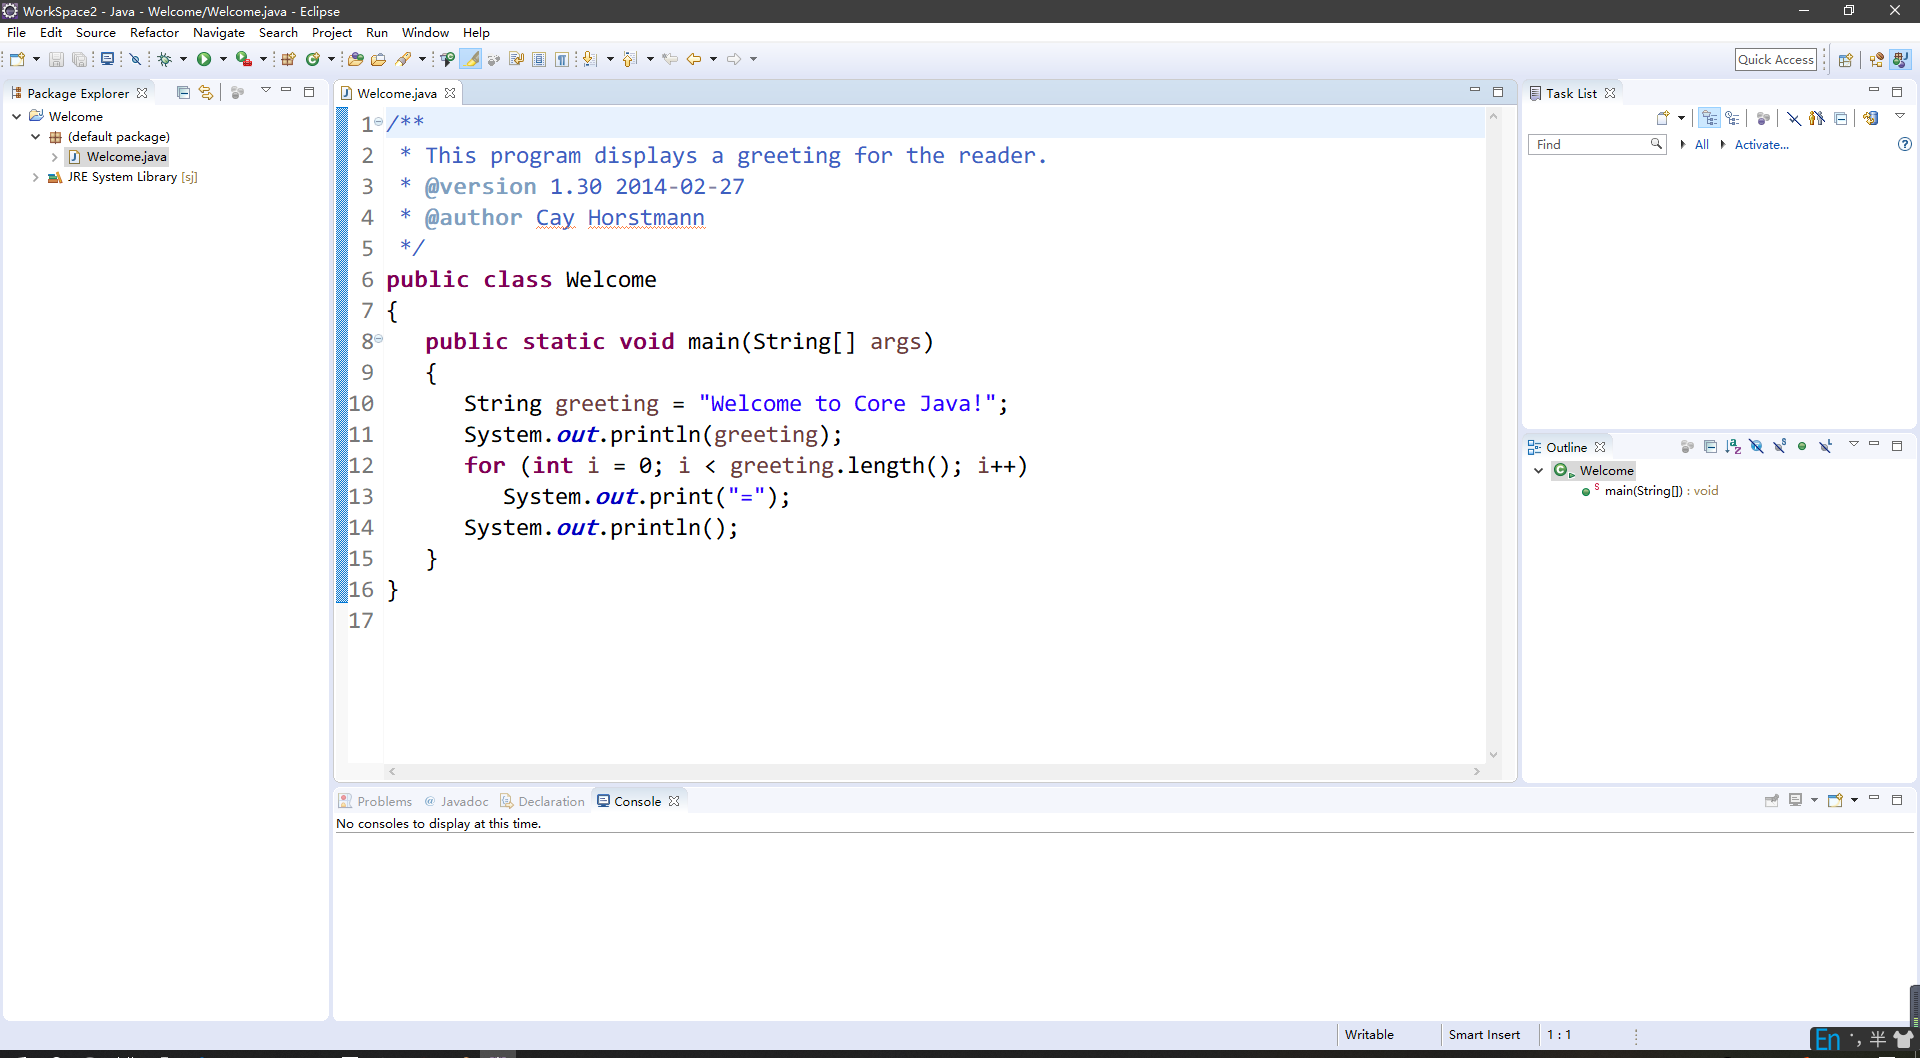 WorkSpace2 - Java - Welcome/Welcome.java - Eclipse
File Edit Source Refactor Navigate Search Project Run Window Help
Quick Access
Package Explorer
Welcome
(default package)
Welcome.java
JRE System Library [sj]
Welcome.java
1 /**
2  * This program displays a greeting for the reader.
3  * @version 1.30 2014-02-27
4  * @author Cay Horstmann
5  */
6 public class Welcome
7 {
8    public static void main(String[] args)
9    {
10      String greeting = "Welcome to Core Java!";
11      System.out.println(greeting);
12      for (int i = 0; i < greeting.length(); i++)
13         System.out.print("=");
14      System.out.println();
15   }
16 }
17
Task List
Find
All
Activate...
Outline
Welcome
main(String[]) : void
Problems @ Javadoc Declaration Console
No consoles to display at this time.
Writable Smart Insert 1 : 1
En 半